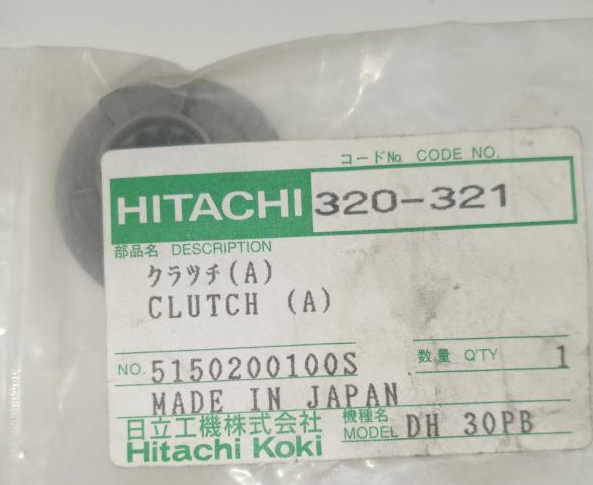 コードNo. CODE NO.
HITACHI 320-321
部品名 DESCRIPTION
クラツチ(A)
CLUTCH (A)
NO. 5150200100S 数量 Q'TY 1
MADE IN JAPAN
日立工機株式会社 機種名
Hitachi Koki MODEL DH 30PB